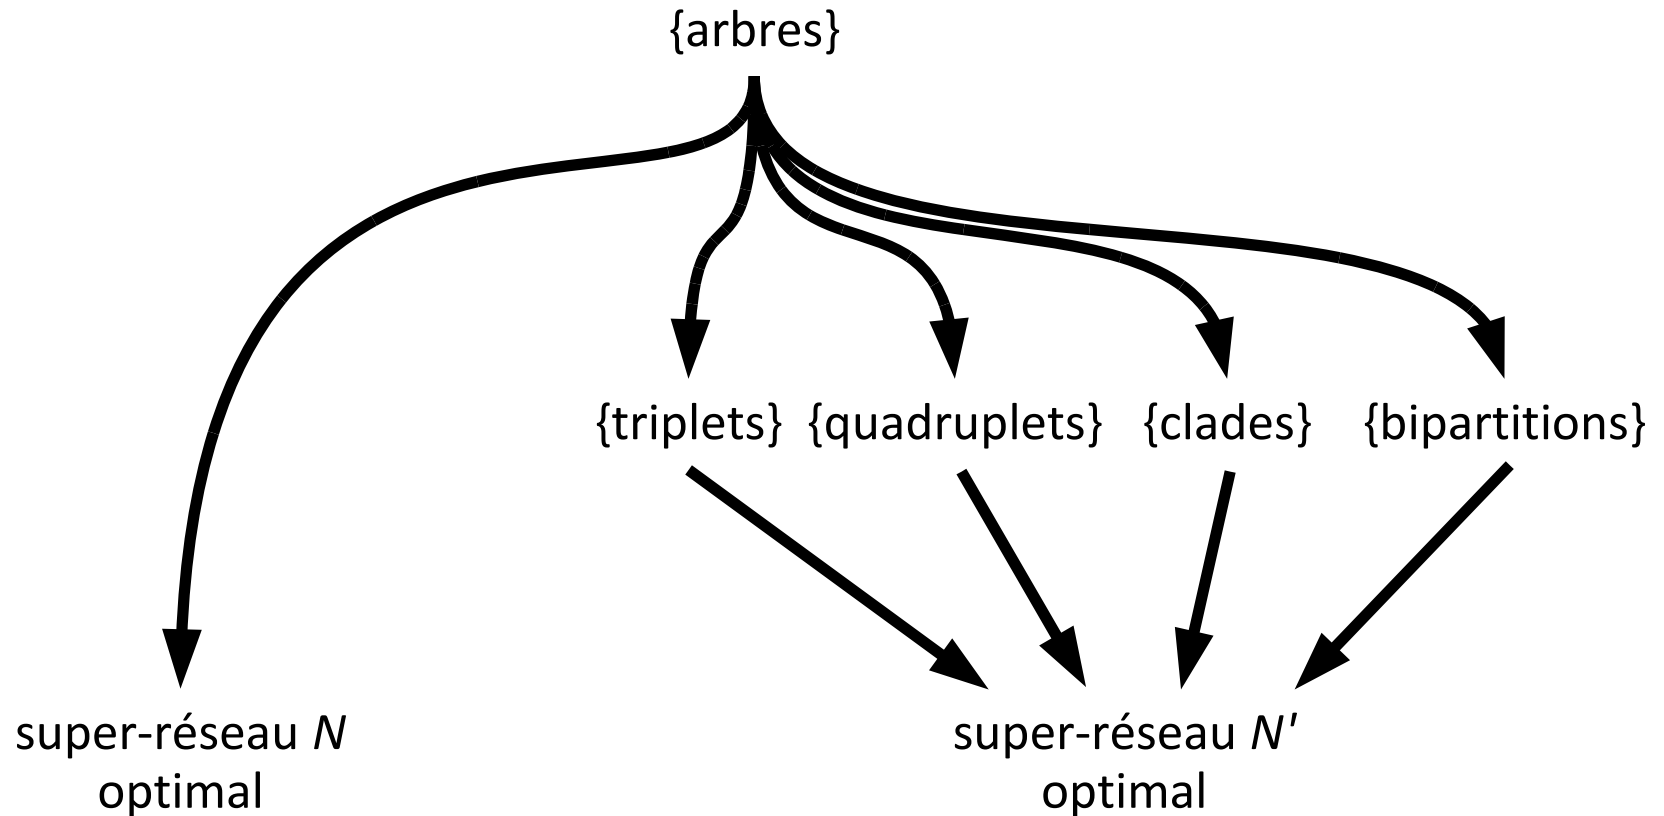 {arbres}
{triplets} {quadruplets} {clades} {bipartitions}
super-réseau N
optimal
super-réseau N'
optimal